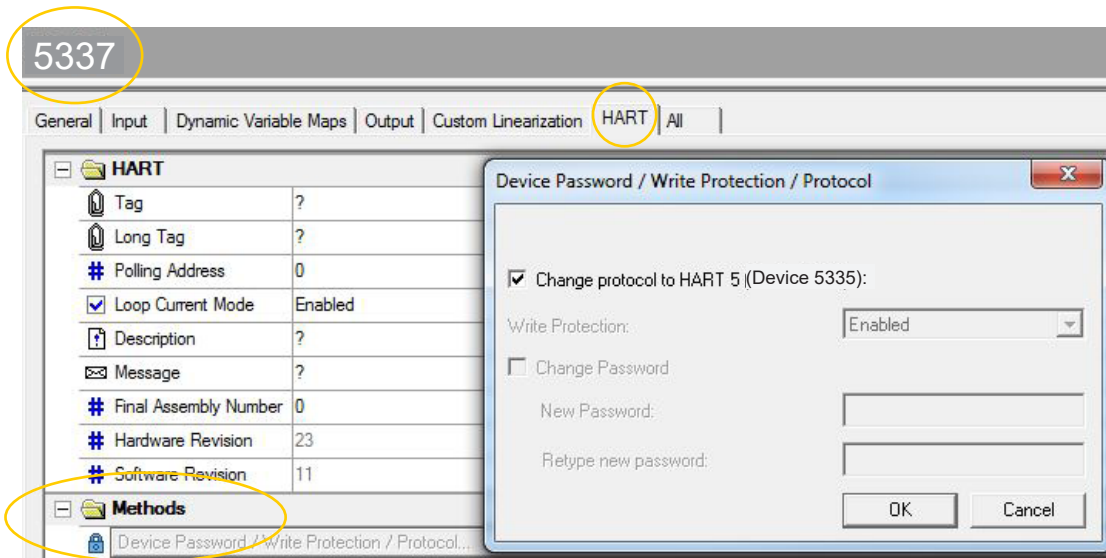 5337
General Input Dynamic Variable Maps Output Custom Linearization HART All
HART
Tag ?
Long Tag ?
# Polling Address 0
Loop Current Mode Enabled
Description ?
Message ?
# Final Assembly Number 0
# Hardware Revision 23
# Software Revision 11
Methods
Device Password / Write Protection / Protocol...
Device Password / Write Protection / Protocol
Change protocol to HART 5 (Device 5335):
Write Protection: Enabled
Change Password
New Password:
Retype new password:
OK Cancel